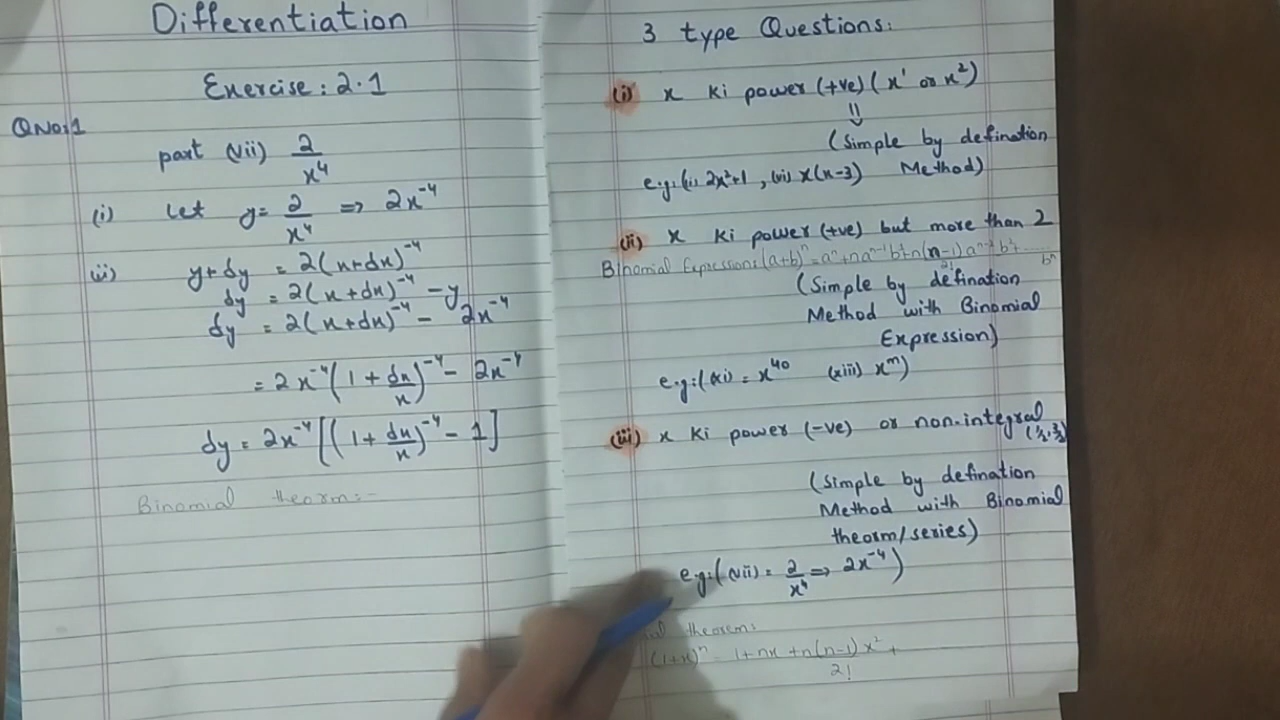 Differentiation
Exercise: 2.1
QNo:1
part (vii) 2/x⁴
(i) Let y = 2/x⁴ ⇒ 2x⁻⁴
(ii) y+δy = 2(x+δx)⁻⁴
δy = 2(x+δx)⁻⁴ - y
δy = 2(x+δx)⁻⁴ - 2x⁻⁴
= 2x⁻⁴(1 + δx/x)⁻⁴ - 2x⁻⁴
δy = 2x⁻⁴[(1 + δx/x)⁻⁴ - 1]
Binomial theorm:-
3 type Questions:
(i) x ki power (+ve) (x¹ or x²)
⇓
(Simple by defination
e.g:(i) 2x²+1, (vi) x(x-3) Method)
(ii) x ki power (+ve) but more than 2
Binomial Expression:(a+b)ⁿ = aⁿ+naⁿ⁻¹b¹+n(n-1)/2! aⁿ⁻²b²+......bⁿ
(Simple by defination
Method with Binomial
Expression)
e.g:(xi) = x⁴⁰ (xiii) xᵐ)
(iii) x ki power (-ve) or non-integral
(Simple by defination
Method with Binomial
theorm/series)
e.g:(vii) = 2/x⁴ ⇒ 2x⁻⁴)
theorem:
(1+x)ⁿ = 1+nx+n(n-1)x²/2! +